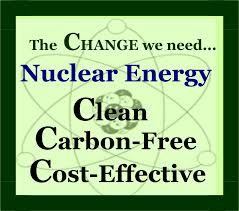 The CHANGE we need...
Nuclear Energy
Clean
Carbon-Free
Cost-Effective